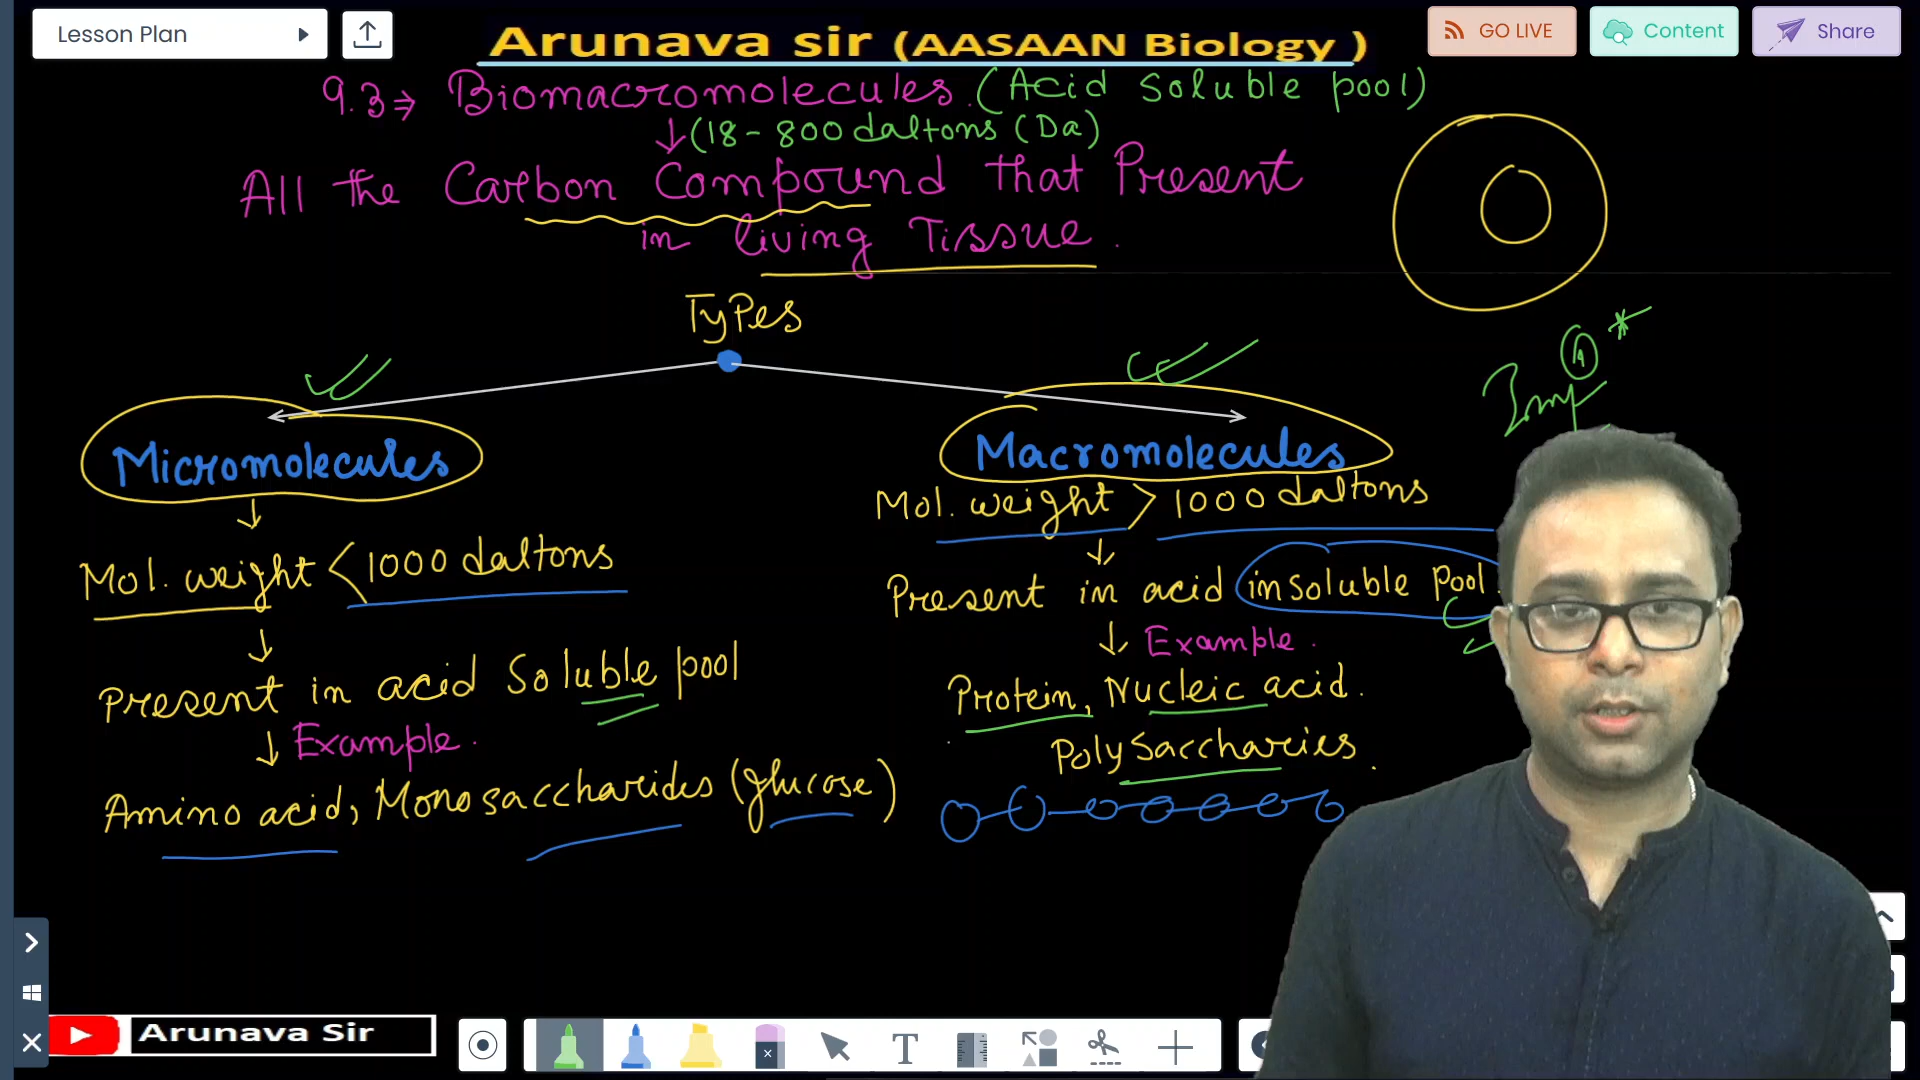 Lesson Plan
Arunava sir (AASAAN Biology )
GO LIVE
Content
Share
9.3⇒ Biomacromolecules. (Acid Soluble pool)
↓(18-800 daltons (Da)
All the Carbon Compound that Present
in living Tissue.
Types
Imp
Micromolecules
Macromolecules
Mol. weight < 1000 daltons
Present in acid Soluble pool
Example.
Amino acid, Monosaccharides (glucose)
Mol. weight > 1000 daltons
Present in acid insoluble pool.
Example.
Protein, Nucleic acid.
PolySaccharies.
Arunava Sir